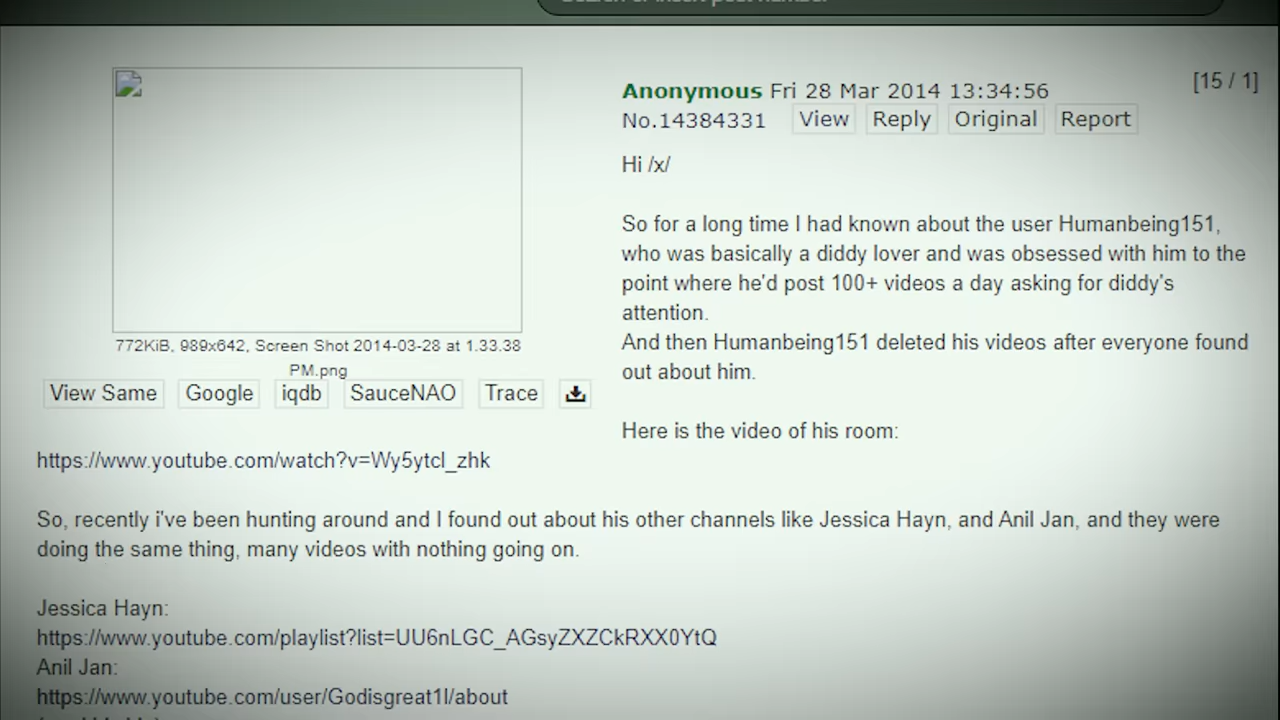 [15 / 1]
Anonymous Fri 28 Mar 2014 13:34:56
No.14384331 View Reply Original Report
Hi /x/
So for a long time I had known about the user Humanbeing151,
who was basically a diddy lover and was obsessed with him to the
point where he'd post 100+ videos a day asking for diddy's
attention.
And then Humanbeing151 deleted his videos after everyone found
out about him.
772KiB, 989x642, Screen Shot 2014-03-28 at 1.33.38
PM.png
View Same Google iqdb SauceNAO Trace
Here is the video of his room:
https://www.youtube.com/watch?v=Wy5ytcl_zhk
So, recently i've been hunting around and I found out about his other channels like Jessica Hayn, and Anil Jan, and they were
doing the same thing, many videos with nothing going on.
Jessica Hayn:
https://www.youtube.com/playlist?list=UU6nLGC_AGsyZXZCkRXX0YtQ
Anil Jan:
https://www.youtube.com/user/Godisgreat1l/about